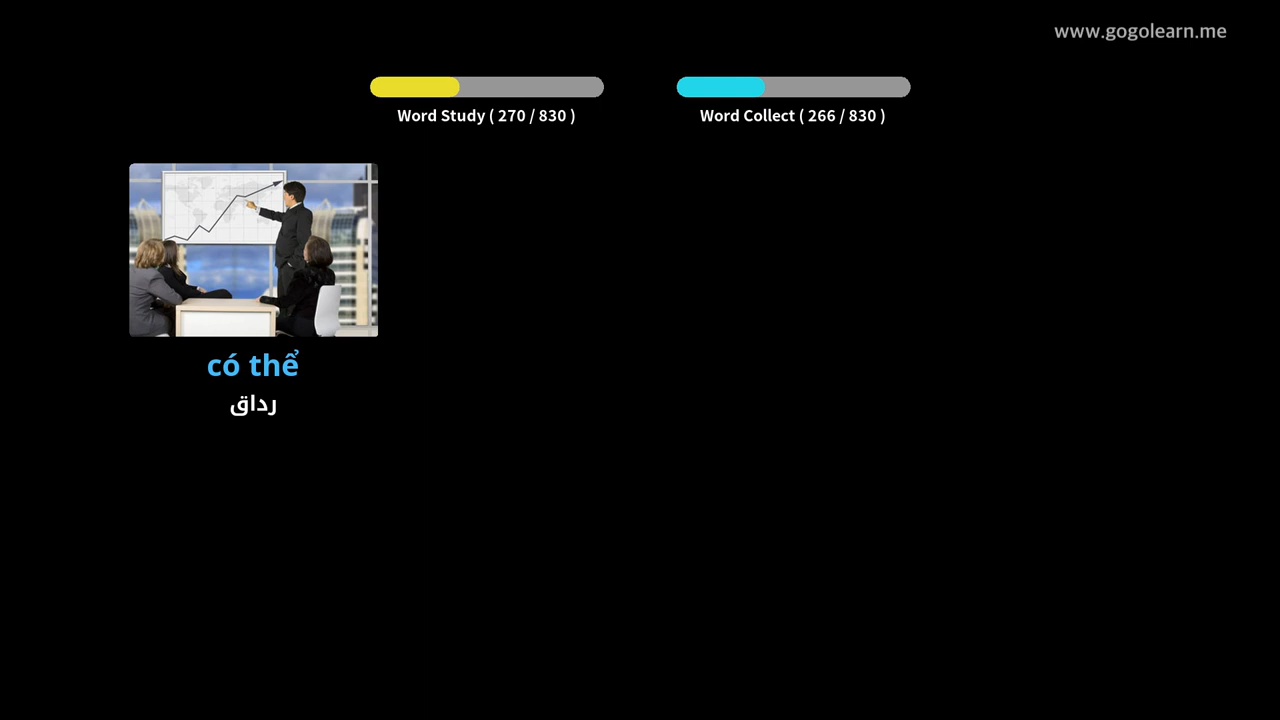 www.gogolearn.me
Word Study ( 270 / 830 )
Word Collect ( 266 / 830 )
có thể
رداق